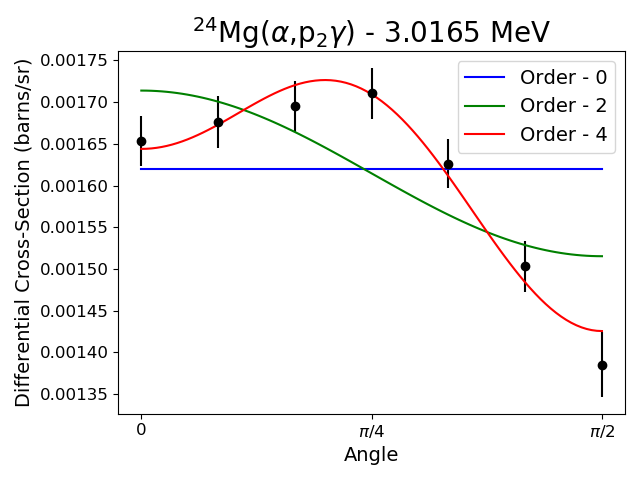 ²⁴Mg(α,p₂γ) - 3.0165 MeV
Differential Cross-Section (barns/sr)
0.00175
0.00170
0.00165
0.00160
0.00155
0.00150
0.00145
0.00140
0.00135
Order - 0
Order - 2
Order - 4
0 π/4 π/2
Angle